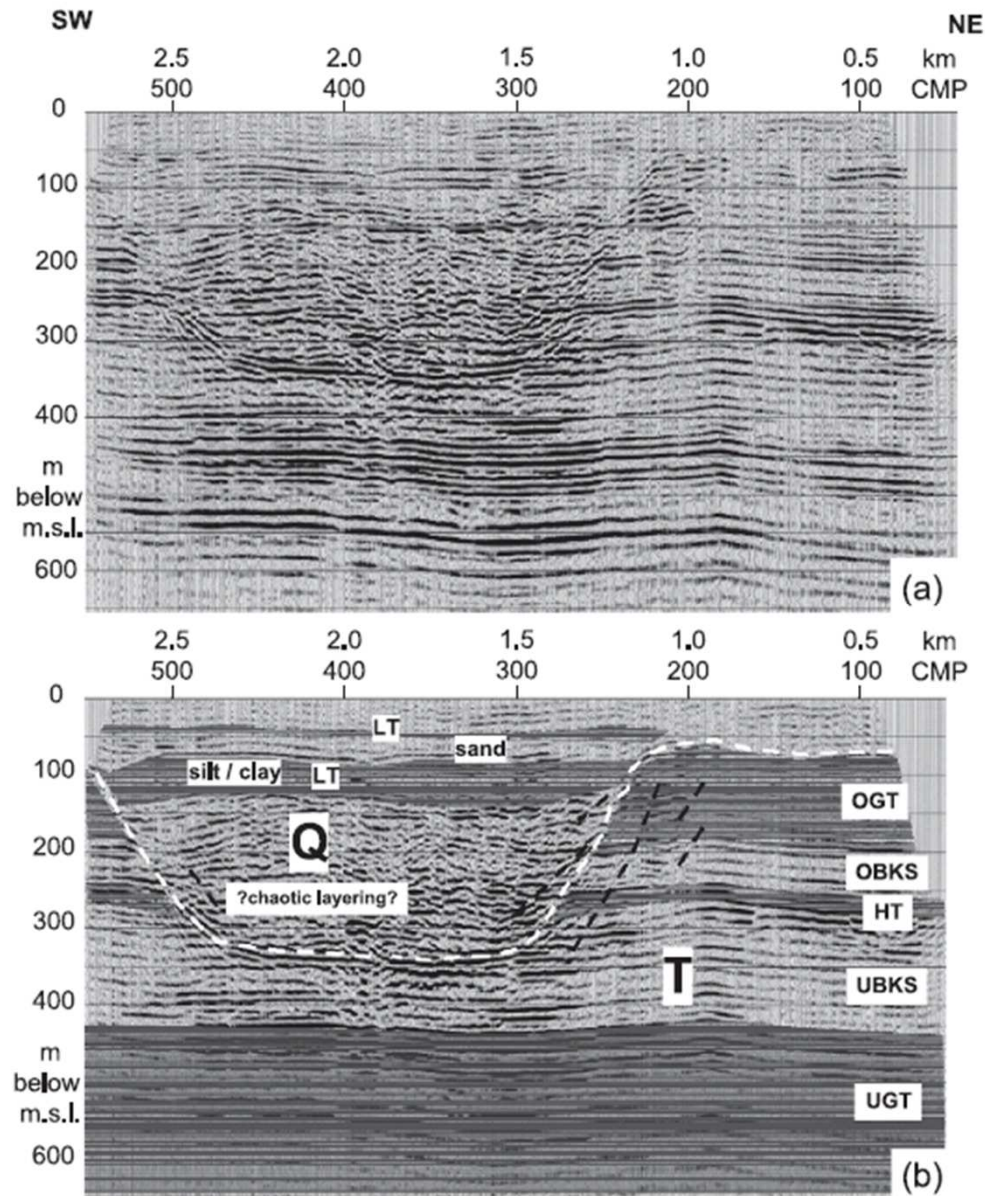 SW NE
2.5 2.0 1.5 1.0 0.5 km
500 400 300 200 100 CMP
0
100
200
300
400
m
below
m.s.l.
600
(a)
2.5 2.0 1.5 1.0 0.5 km
500 400 300 200 100 CMP
0
LT
sand
100
silt / clay LT
OGT
Q
200
OBKS
?chaotic layering?
HT
300
T
UBKS
400
m
below
m.s.l.
UGT
600
(b)